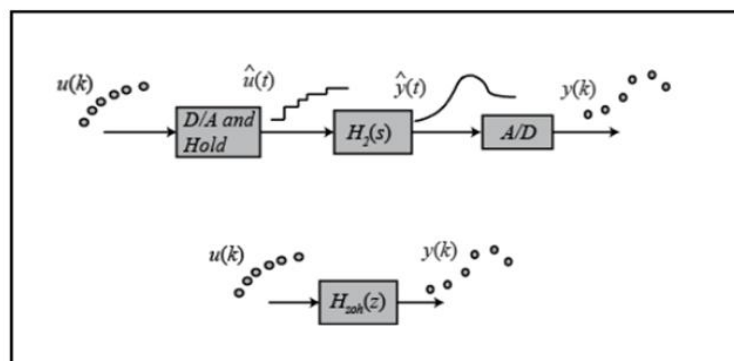 u(k)
û(t)
ŷ(t)
y(k)
D/A and
Hold
H₂(s)
A/D
u(k)
y(k)
H_zoh(z)